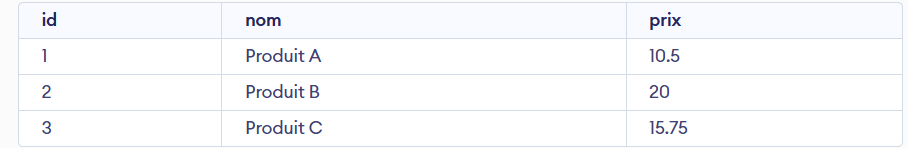 id nom prix
1 Produit A 10.5
2 Produit B 20
3 Produit C 15.75